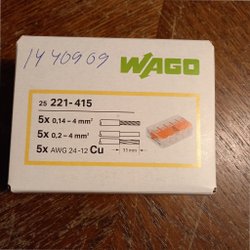 1440909
WAGO
25 221-415
5x 0,14 – 4 mm²
5x 0,2 – 4 mm²
5x AWG 24 -12 Cu
11 mm